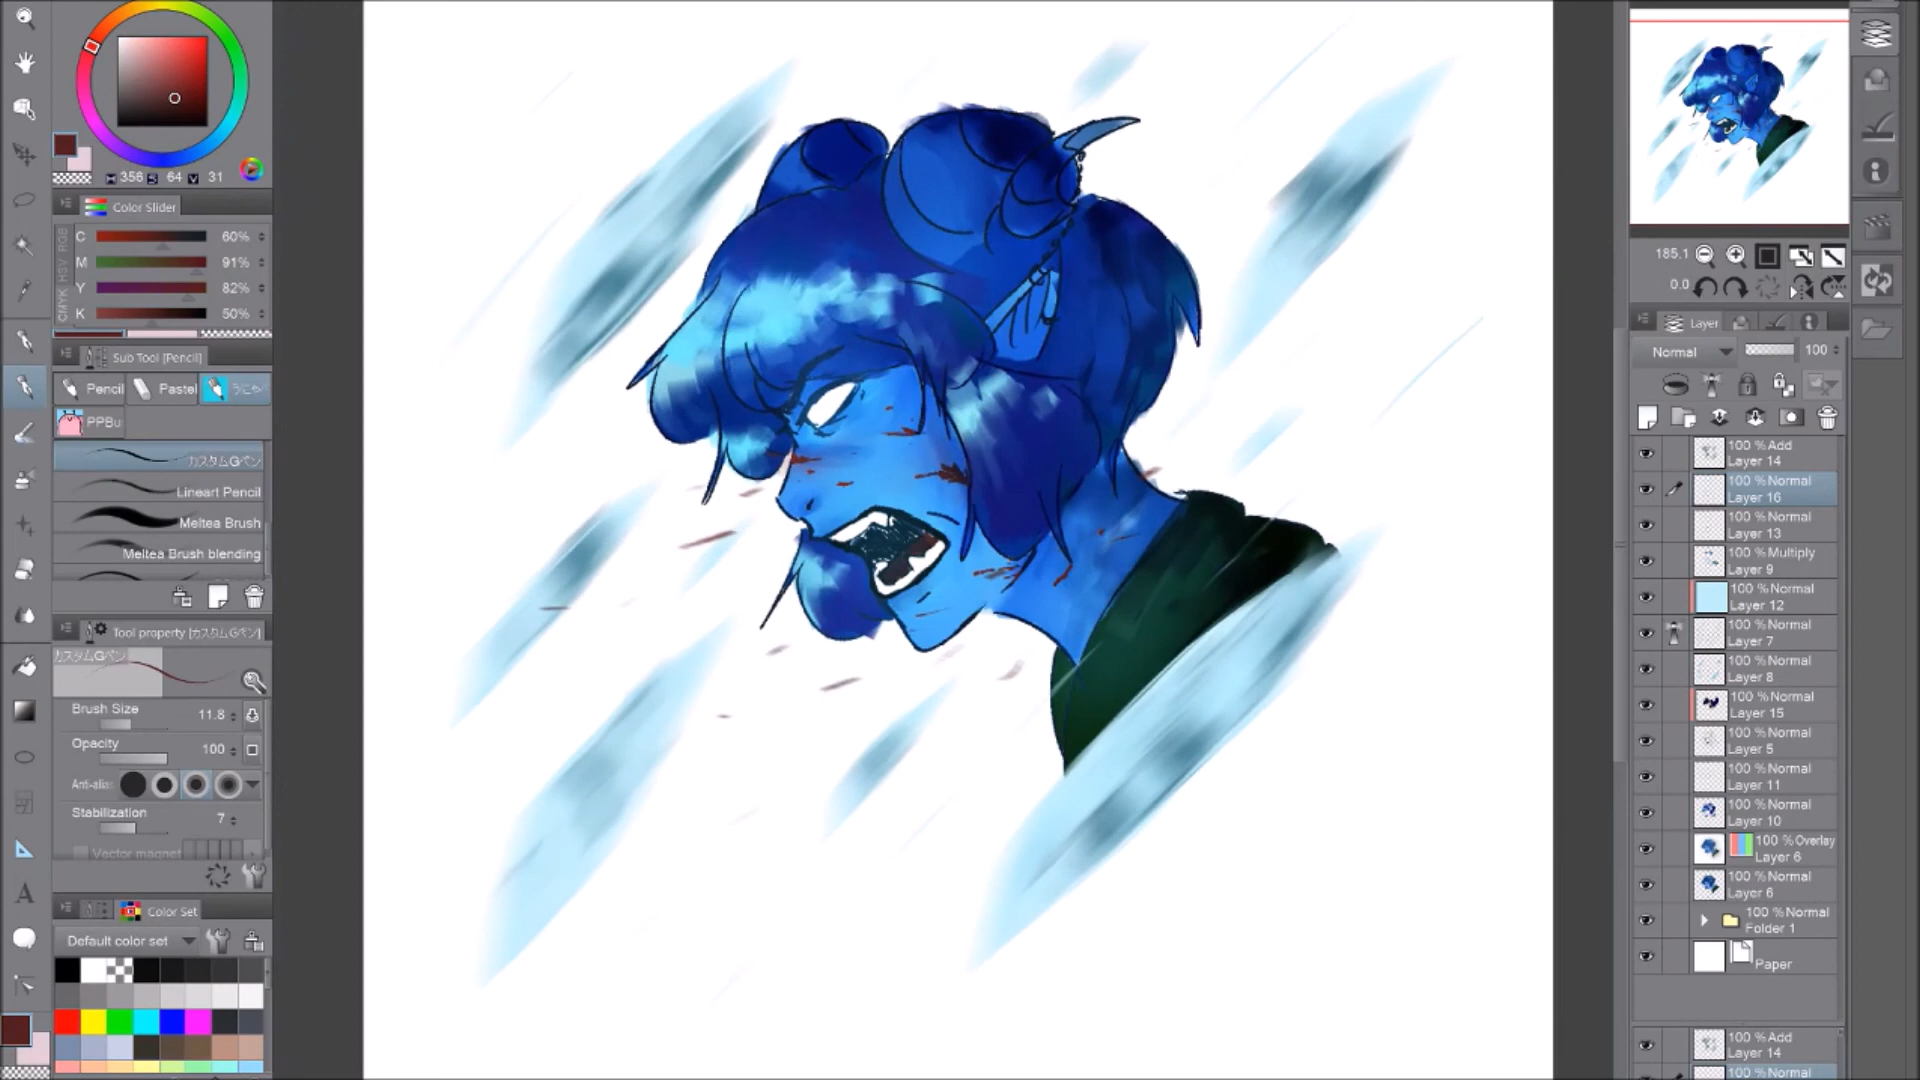 356 S 64 V 31
Color Slider
CMYK HSV RGB
C 60%
M 91%
Y 82%
K 50%
Sub Tool [Pencil]
Pencil
Pastel
PPBu
カスタムGペン
Lineart Pencil
Meltea Brush
Meltea Brush blending
Tool property [カスタムGペン]
カスタムGペン
Brush Size 11.8
Opacity 100
Anti-alias
Stabilization 7
Vector magnet
Color Set
Default color set
185.1
0.0
Layer
Normal 100
100 % Add
Layer 14
100 % Normal
Layer 16
100 % Normal
Layer 13
100 % Multiply
Layer 9
100 % Normal
Layer 12
100 % Normal
Layer 7
100 % Normal
Layer 8
100 % Normal
Layer 15
100 % Normal
Layer 5
100 % Normal
Layer 11
100 % Normal
Layer 10
100 % Overlay
Layer 6
100 % Normal
Layer 6
100 % Normal
Folder 1
Paper
100 % Add
Layer 14
100 % Normal